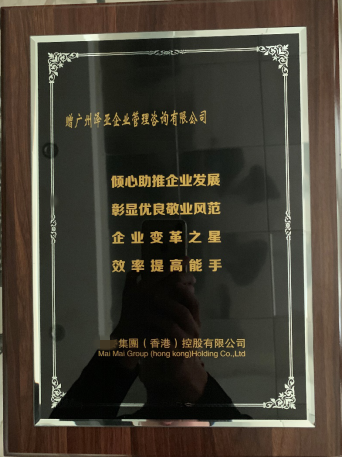 赠广州泽亚企业管理咨询有限公司
倾心助推企业发展
彰显优良敬业风范
企业变革之星
效率提高能手
集團（香港）控股有限公司
Mai Mai Group (hong kong)Holding Co.,Ltd